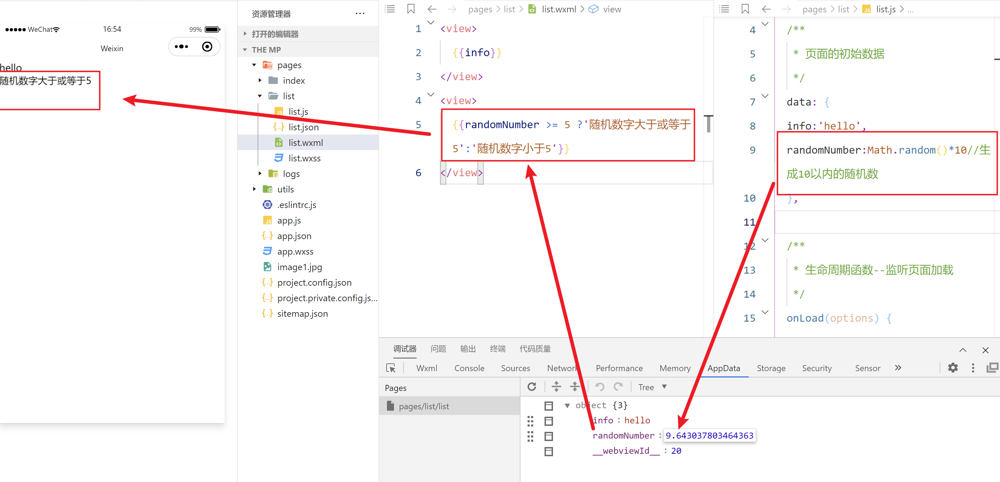 WeChat
16:54
99%
Weixin
hello
随机数字大于或等于5
资源管理器
打开的编辑器
THE MP
pages
index
list
list.js
list.json
list.wxml
list.wxss
logs
utils
.eslintrc.js
app.js
app.json
app.wxss
image1.jpg
project.config.json
project.private.config.js...
sitemap.json
pages > list > list.wxml > view
1 <view>
2 {{info}}
3 </view>
4 <view>
5 {{randomNumber >= 5 ?'随机数字大于或等于
5':'随机数字小于5'}}
6 </view>
pages > list > list.js > ...
4 /**
5 * 页面的初始数据
6 */
7 data: {
8 info:'hello',
9 randomNumber:Math.random()*10//生
成10以内的随机数
10 },
11
12 /**
13 * 生命周期函数--监听页面加载
14 */
15 onLoad(options) {
调试器 问题 输出 终端 代码质量
Wxml Console Sources Network Performance Memory AppData Storage Security Sensor
Pages
pages/list/list
Tree
object {3}
info : hello
randomNumber : 9.643037803464363
__webviewId__ : 20